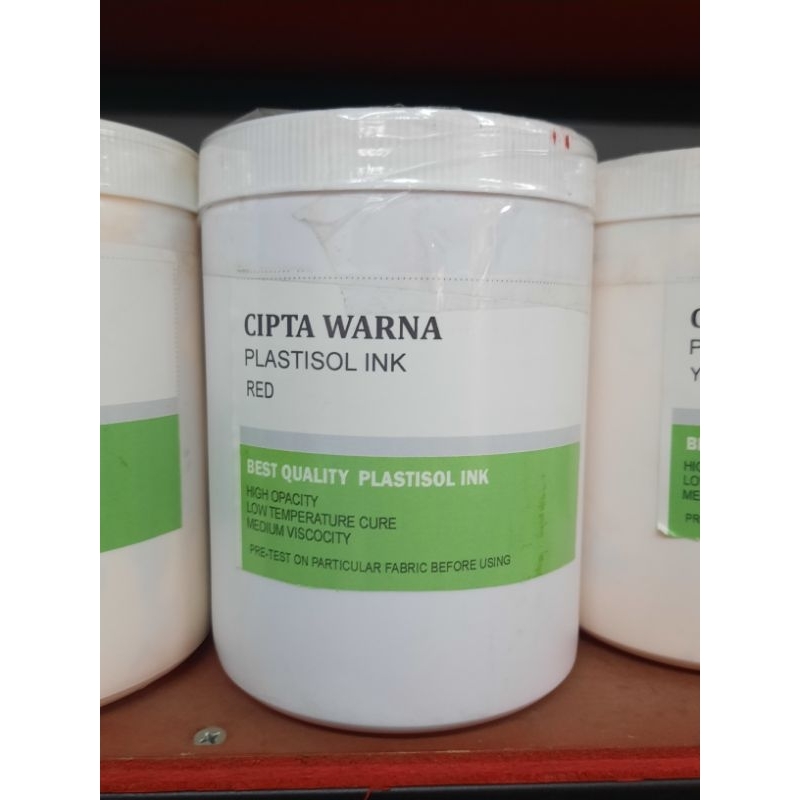 CIPTA WARNA
PLASTISOL INK
RED
BEST QUALITY PLASTISOL INK
HIGH OPACITY
LOW TEMPERATURE CURE
MEDIUM VISCOCITY
PRE-TEST ON PARTICULAR FABRIC BEFORE USING